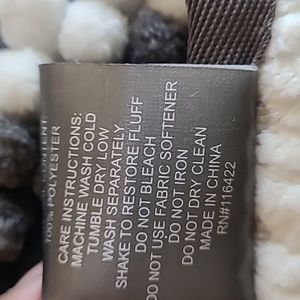 CONTENT:
100% POLYESTER
CARE INSTRUCTIONS:
MACHINE WASH COLD
TUMBLE DRY LOW
WASH SEPARATELY
SHAKE TO RESTORE FLUFF
DO NOT BLEACH
DO NOT USE FABRIC SOFTENER
DO NOT IRON
DO NOT DRY CLEAN
MADE IN CHINA
RN#116422